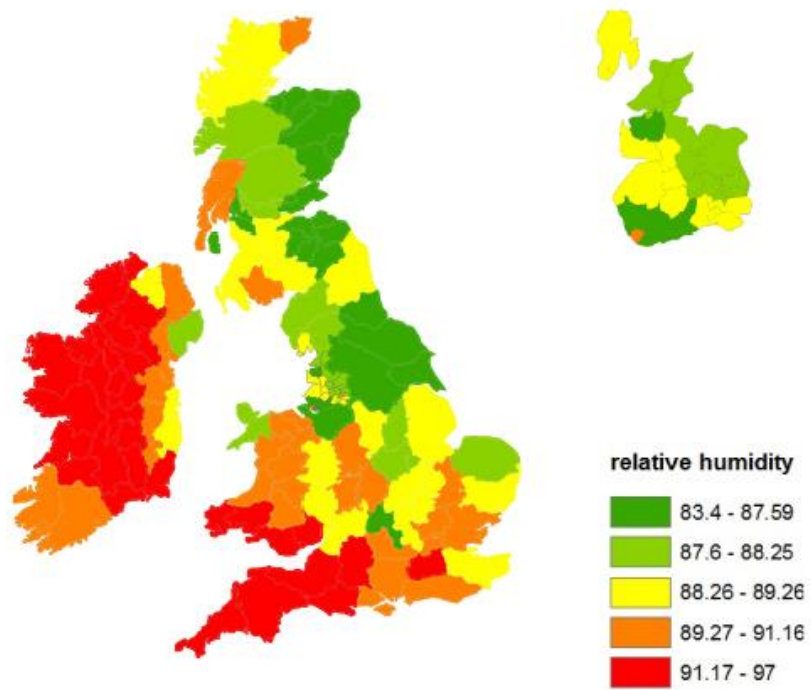 relative humidity
83.4 - 87.59
87.6 - 88.25
88.26 - 89.26
89.27 - 91.16
91.17 - 97